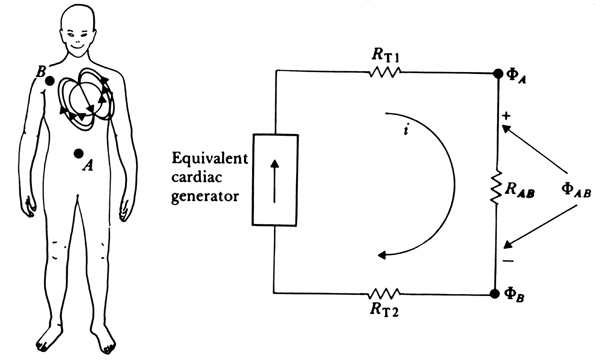 B
A
R_T1
Φ_A
+
i
Equivalent
cardiac
generator
R_AB
Φ_AB
−
Φ_B
R_T2